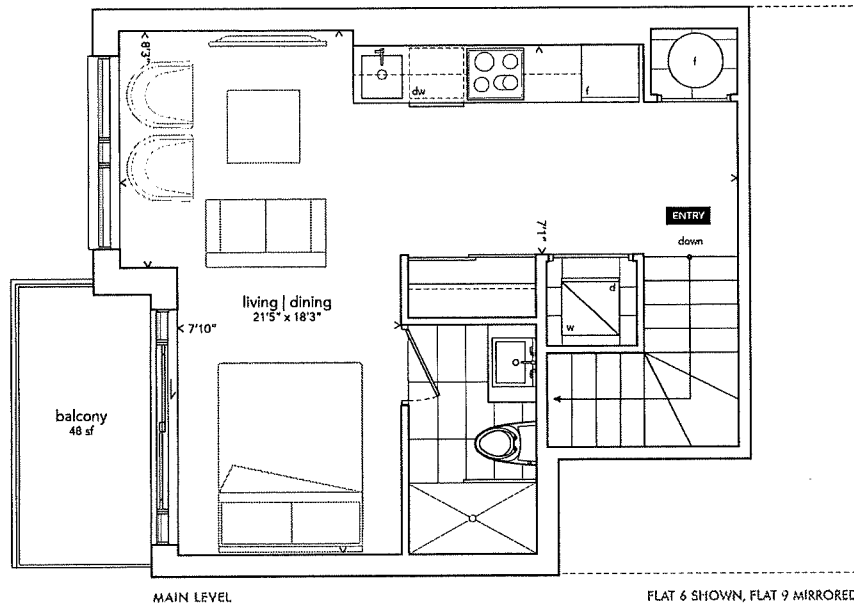 8'3"
f
dw
f
ENTRY
7'1"
down
d
living | dining
21'5" x 18'3"
w
7'10"
balcony
48 sf
MAIN LEVEL
FLAT 6 SHOWN, FLAT 9 MIRRORED